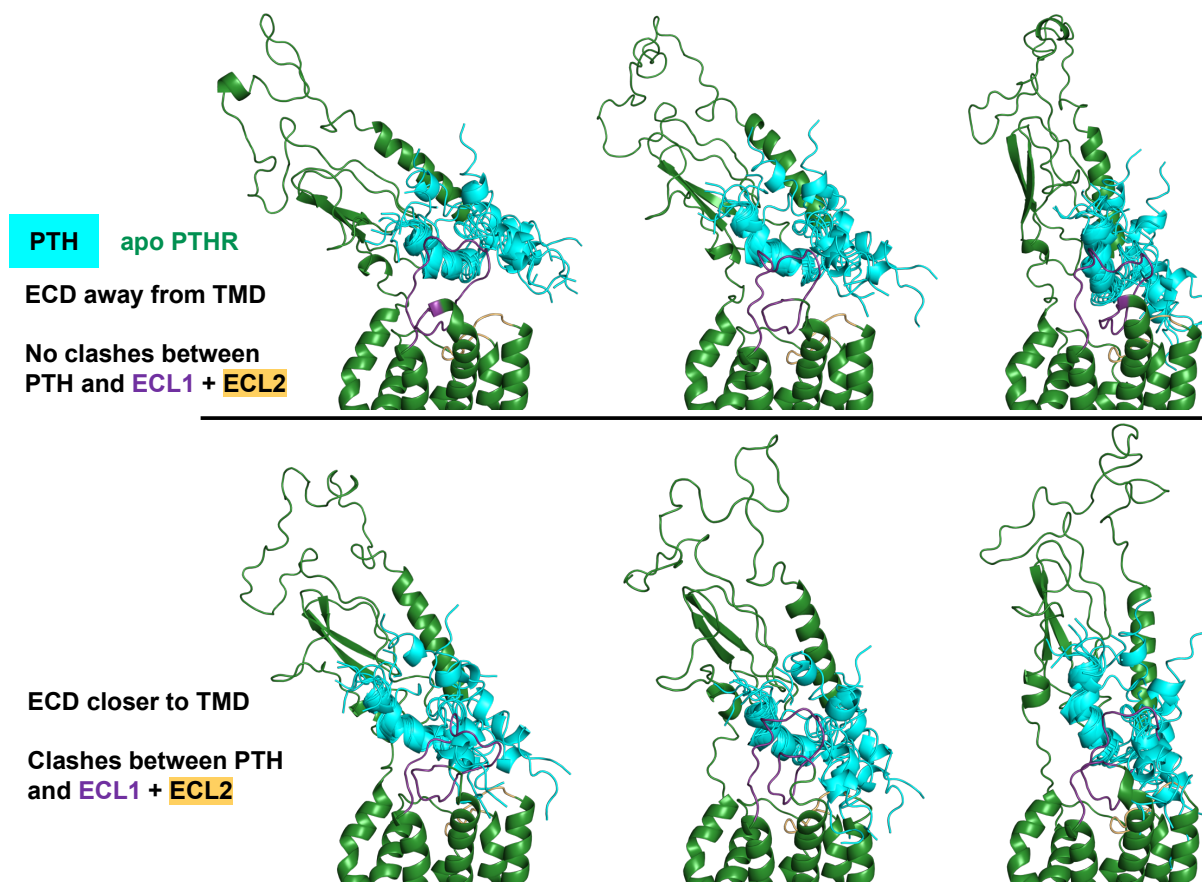 PTH apo PTHR
ECD away from TMD
No clashes between
PTH and ECL1 + ECL2
ECD closer to TMD
Clashes between PTH
and ECL1 + ECL2